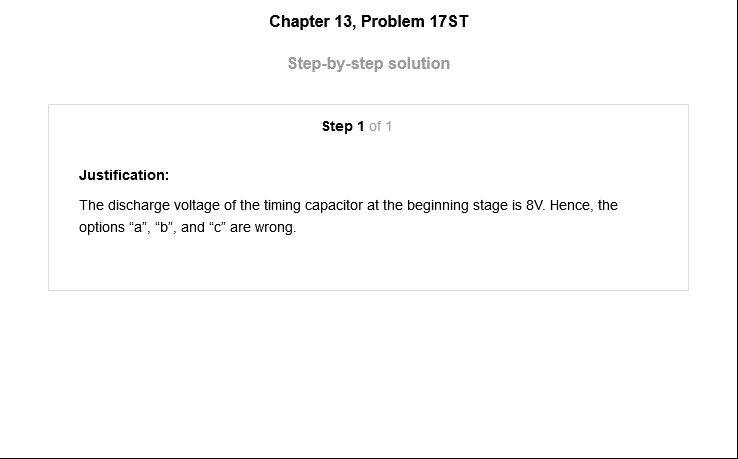 Chapter 13, Problem 17ST
Step-by-step solution
Step 1 of 1
Justification:
The discharge voltage of the timing capacitor at the beginning stage is 8V. Hence, the
options “a”, “b”, and “c” are wrong.